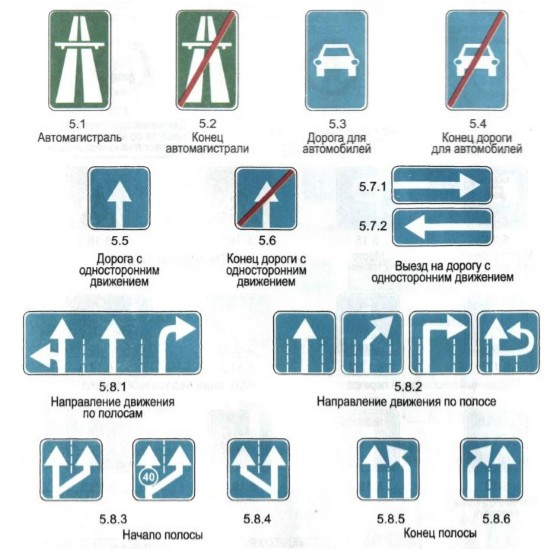 5.1
Автомагистраль
5.2
Конец
автомагистрали
5.3
Дорога для
автомобилей
5.4
Конец дороги
для автомобилей
5.5
Дорога с
односторонним
движением
5.6
Конец дороги с
односторонним
движением
5.7.1
5.7.2
Выезд на дорогу с
односторонним движением
5.8.1
Направление движения
по полосам
5.8.2
Направление движения по полосе
40
5.8.3
5.8.4
Начало полосы
5.8.5
5.8.6
Конец полосы